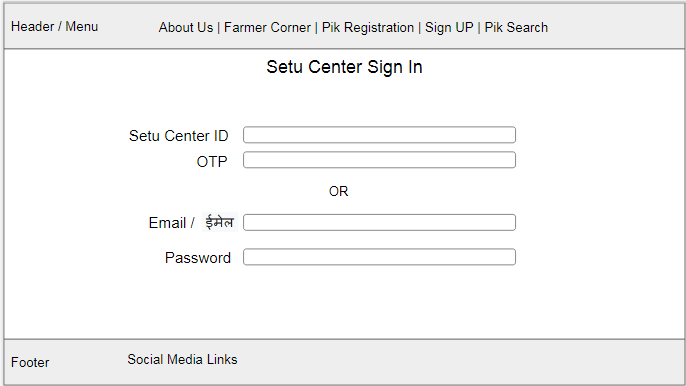 Header / Menu About Us | Farmer Corner | Pik Registration | Sign UP | Pik Search
Setu Center Sign In
Setu Center ID
OTP
OR
Email / ईमेल
Password
Footer Social Media Links